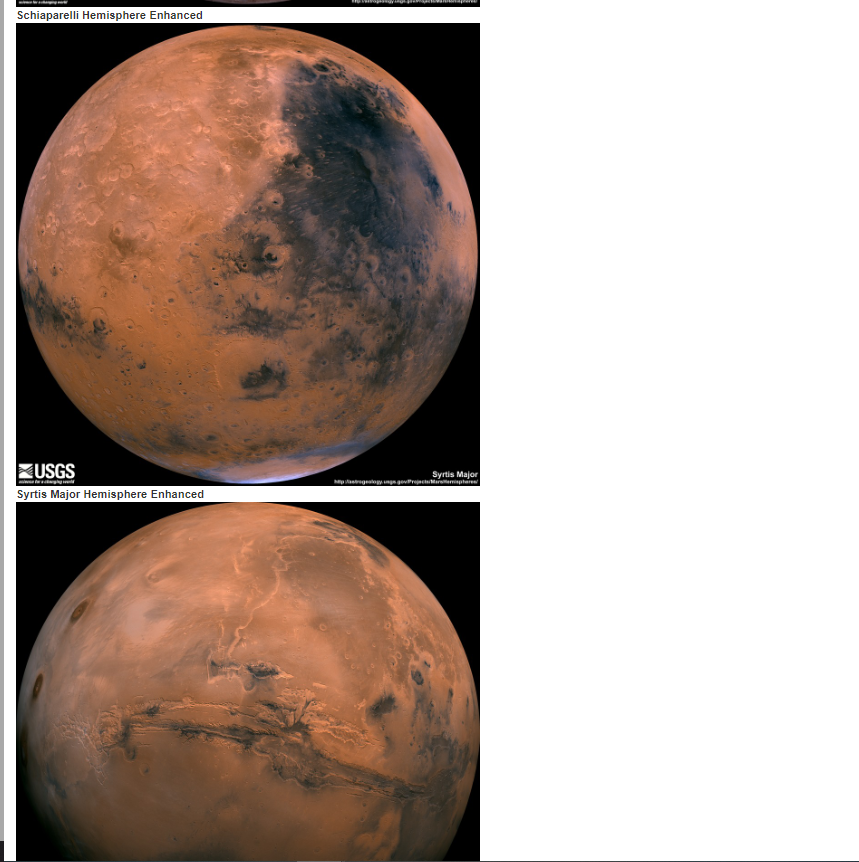 science for a changing world
http://astrogeology.usgs.gov/Projects/MarsHemispheres/
Schiaparelli Hemisphere Enhanced
USGS
science for a changing world
Syrtis Major
http://astrogeology.usgs.gov/Projects/MarsHemispheres/
Syrtis Major Hemisphere Enhanced